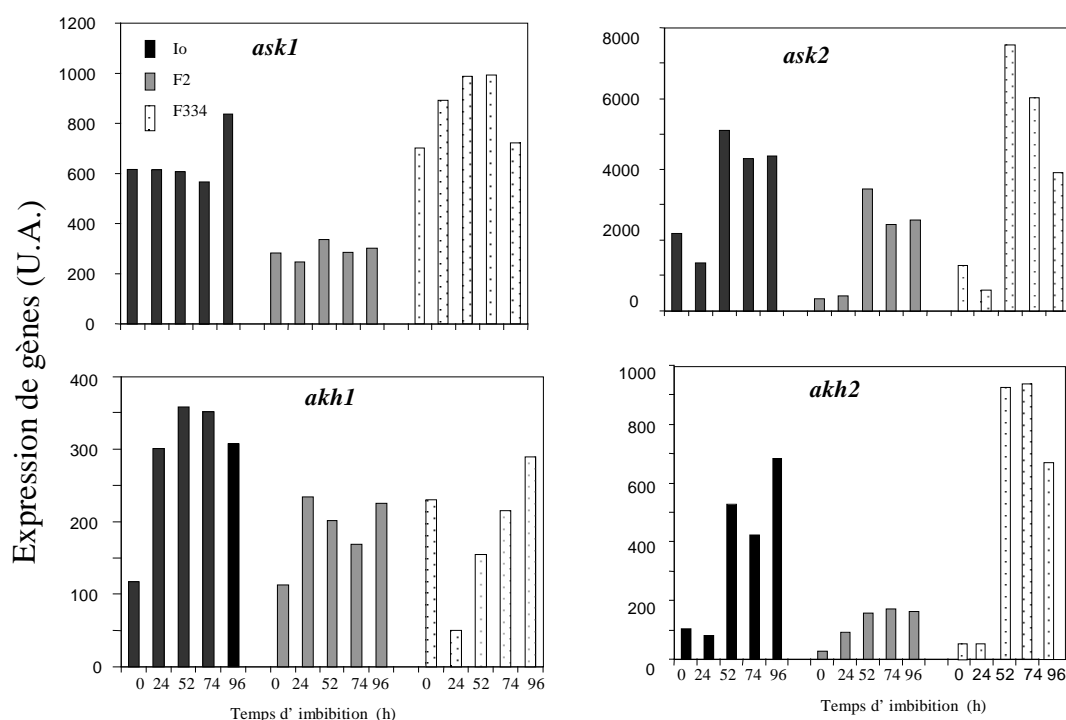 Expression de gènes (U.A.)
1200
1000
800
600
400
200
0
Io
F2
F334
ask1
8000
6000
4000
2000
0
ask2
400
300
200
100
0
akh1
0 24 52 74 96 0 24 52 74 96 0 24 52 74 96
Temps d' imbibition (h)
1000
800
600
400
200
0
akh2
0 24 52 74 96 0 24 52 74 96 0 24 52 74 96
Temps d' imbibition (h)